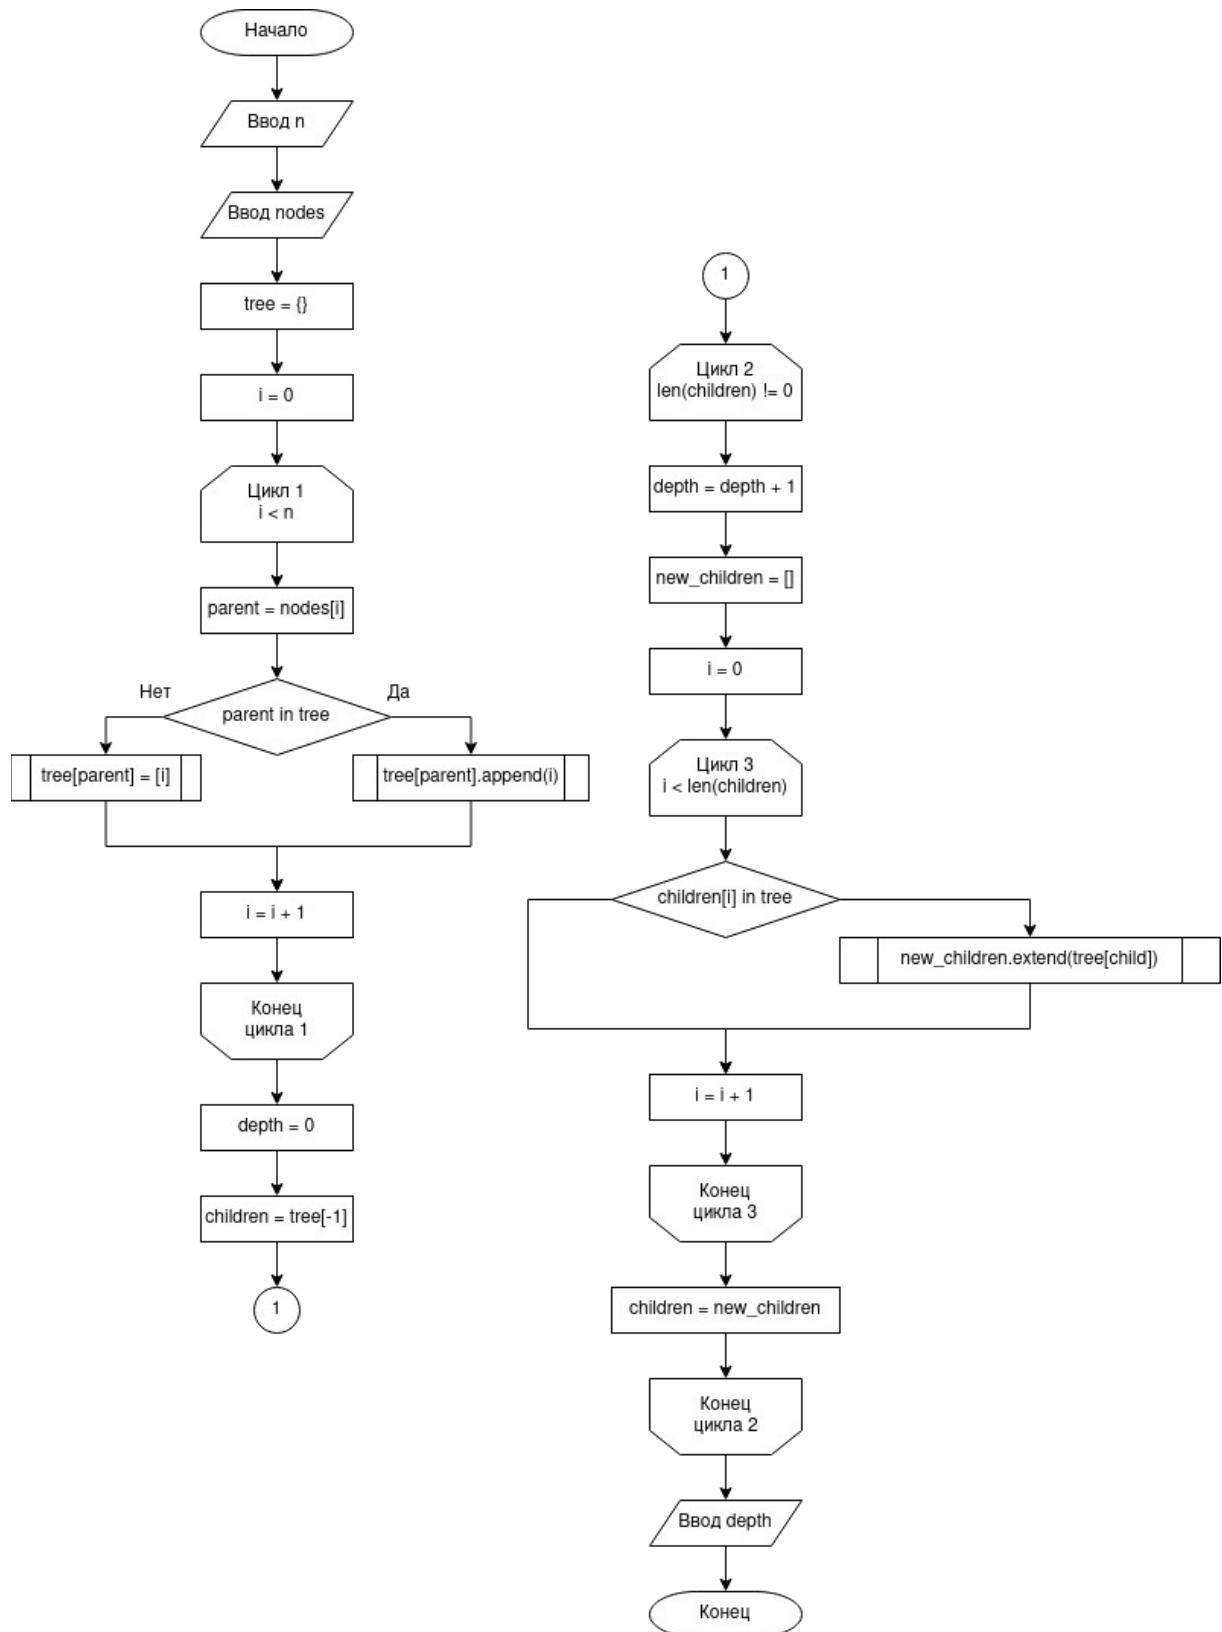 Начало
Ввод n
Ввод nodes
tree = {}
i = 0
Цикл 1
i < n
parent = nodes[i]
Нет
Да
parent in tree
tree[parent] = [i]
tree[parent].append(i)
i = i + 1
Конец
цикла 1
depth = 0
children = tree[-1]
1
1
Цикл 2
len(children) != 0
depth = depth + 1
new_children = []
i = 0
Цикл 3
i < len(children)
children[i] in tree
new_children.extend(tree[child])
i = i + 1
Конец
цикла 3
children = new_children
Конец
цикла 2
Ввод depth
Конец